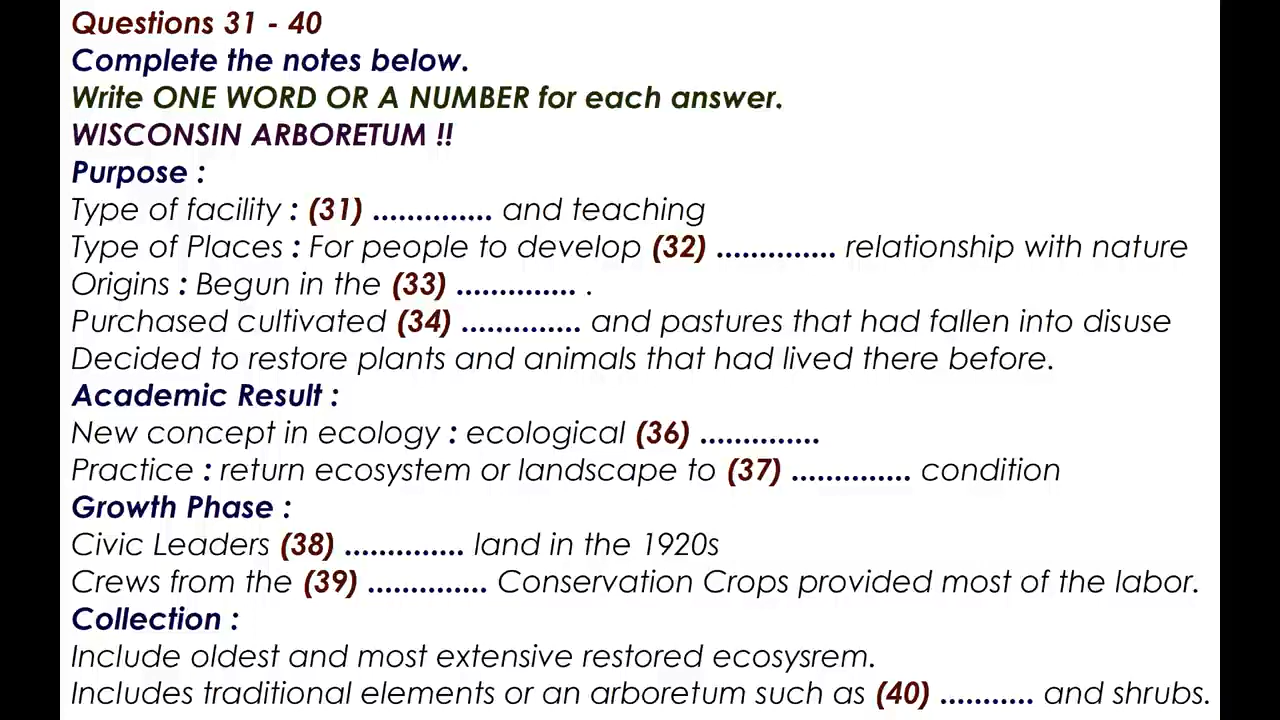 Questions 31 - 40
Complete the notes below.
Write ONE WORD OR A NUMBER for each answer.
WISCONSIN ARBORETUM !!
Purpose :
Type of facility : (31) .............. and teaching
Type of Places : For people to develop (32) .............. relationship with nature
Origins : Begun in the (33) .............. .
Purchased cultivated (34) .............. and pastures that had fallen into disuse
Decided to restore plants and animals that had lived there before.
Academic Result :
New concept in ecology : ecological (36) ..............
Practice : return ecosystem or landscape to (37) .............. condition
Growth Phase :
Civic Leaders (38) .............. land in the 1920s
Crews from the (39) .............. Conservation Crops provided most of the labor.
Collection :
Include oldest and most extensive restored ecosysrem.
Includes traditional elements or an arboretum such as (40) ........... and shrubs.